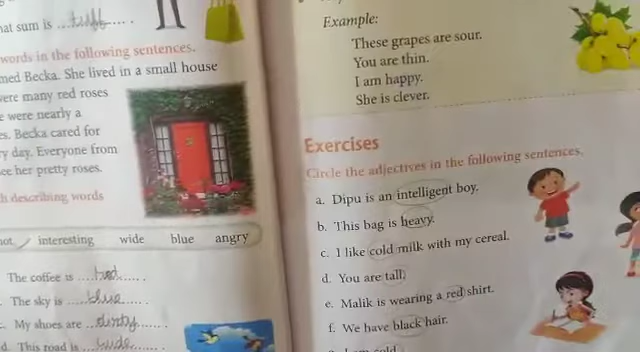 hat sum is ...tuff... .
words in the following sentences.
med Becka. She lived in a small house
were many red roses
e were nearly a
es. Becka cared for
ry day. Everyone from
see her pretty roses.
h describing words
hot interesting wide blue angry
The coffee is ........ .
The sky is ...blue... .
My shoes are ...dirty... .
d. This road is ...wide... .
Example:
These grapes are sour.
You are thin.
I am happy.
She is clever.
Exercises
Circle the adjectives in the following sentences.
a. Dipu is an intelligent boy.
b. This bag is heavy.
c. I like cold milk with my cereal.
d. You are tall.
e. Malik is wearing a red shirt.
f. We have black hair.
I am cold